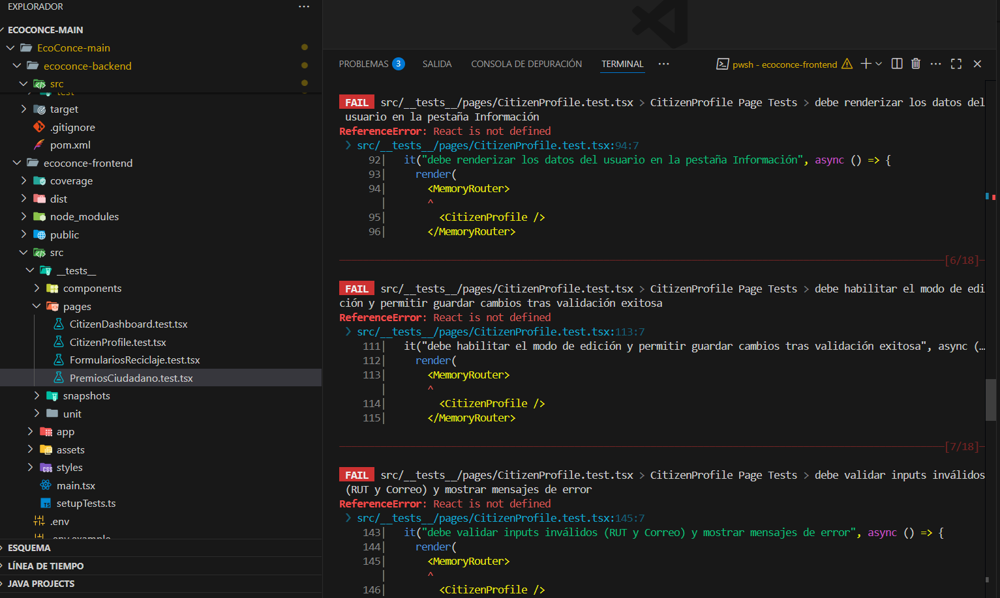 EXPLORADOR
ECOCONCE-MAIN
EcoConce-main
ecoconce-backend
src
test
target
.gitignore
pom.xml
ecoconce-frontend
coverage
dist
node_modules
public
src
__tests__
components
pages
CitizenDashboard.test.tsx
CitizenProfile.test.tsx
FormulariosReciclaje.test.tsx
PremiosCiudadano.test.tsx
snapshots
unit
app
assets
styles
main.tsx
setupTests.ts
.env
.env.example
ESQUEMA
LÍNEA DE TIEMPO
JAVA PROJECTS
PROBLEMAS 3 SALIDA CONSOLA DE DEPURACIÓN TERMINAL pwsh - ecoconce-frontend
FAIL src/__tests__/pages/CitizenProfile.test.tsx > CitizenProfile Page Tests > debe renderizar los datos del
usuario en la pestaña Información
ReferenceError: React is not defined
❯ src/__tests__/pages/CitizenProfile.test.tsx:94:7
92| it("debe renderizar los datos del usuario en la pestaña Información", async () => {
93| render(
94| <MemoryRouter>
| ^
95| <CitizenProfile />
96| </MemoryRouter>
[6/18]
FAIL src/__tests__/pages/CitizenProfile.test.tsx > CitizenProfile Page Tests > debe habilitar el modo de edi
ción y permitir guardar cambios tras validación exitosa
ReferenceError: React is not defined
❯ src/__tests__/pages/CitizenProfile.test.tsx:113:7
111| it("debe habilitar el modo de edición y permitir guardar cambios tras validación exitosa", async (…
112| render(
113| <MemoryRouter>
| ^
114| <CitizenProfile />
115| </MemoryRouter>
[7/18]
FAIL src/__tests__/pages/CitizenProfile.test.tsx > CitizenProfile Page Tests > debe validar inputs inválidos
(RUT y Correo) y mostrar mensajes de error
ReferenceError: React is not defined
❯ src/__tests__/pages/CitizenProfile.test.tsx:145:7
143| it("debe validar inputs inválidos (RUT y Correo) y mostrar mensajes de error", async () => {
144| render(
145| <MemoryRouter>
| ^
146| <CitizenProfile />